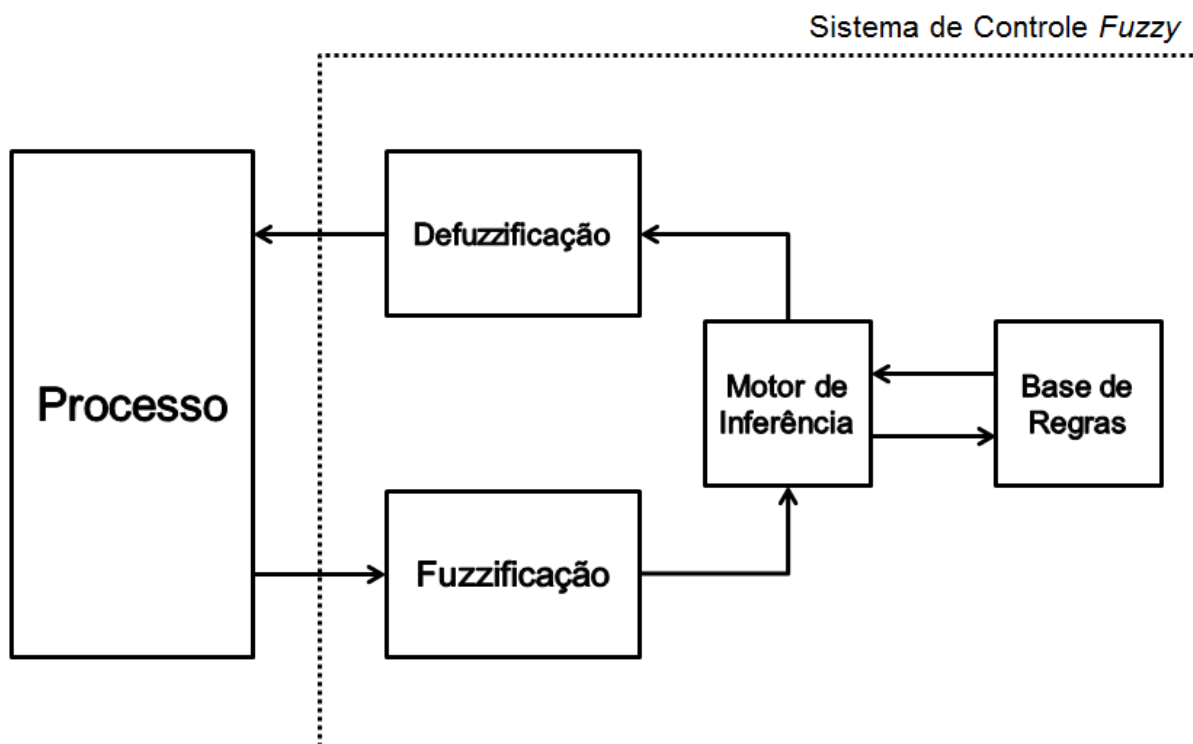 Sistema de Controle Fuzzy
Defuzzificação
Processo
Motor de
Inferência
Base de
Regras
Fuzzificação